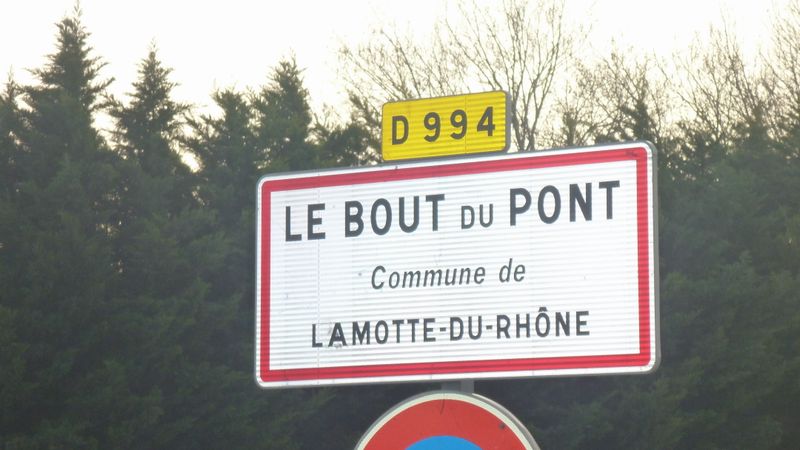 D 994
LE BOUT DU PONT
Commune de
LAMOTTE-DU-RHÔNE